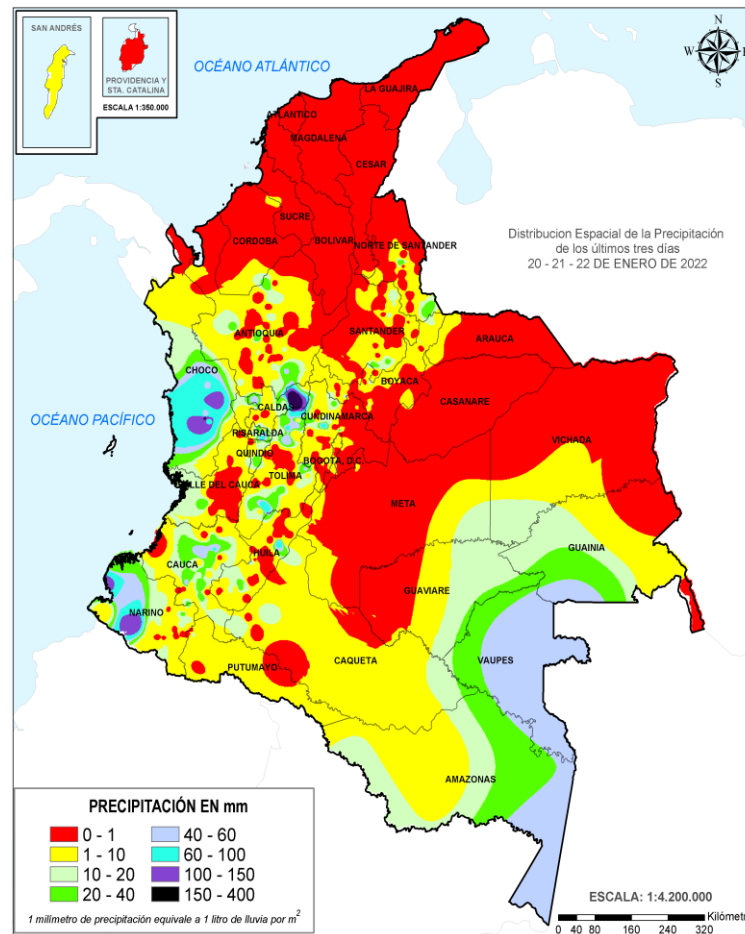 SAN ANDRÉS
PROVIDENCIA Y
STA. CATALINA
ESCALA 1:350.000
OCÉANO ATLÁNTICO
N
W
E
S
LA GUAJIRA
ATLANTICO
MAGDALENA
CESAR
SUCRE
CORDOBA
BOLIVAR
NORTE DE SANTANDER
Distribucion Espacial de la Precipitación
de los últimos tres días
20 - 21 - 22 DE ENERO DE 2022
ANTIOQUIA
SANTANDER
ARAUCA
CHOCO
BOYACA
CASANARE
OCÉANO PACÍFICO
CALDAS
CUNDINAMARCA
RISARALDA
VICHADA
QUINDIO
BOGOTA, D.C.
TOLIMA
VALLE DEL CAUCA
META
GUAINIA
HUILA
CAUCA
GUAVIARE
NARINO
VAUPES
CAQUETA
PUTUMAYO
AMAZONAS
PRECIPITACIÓN EN mm
0 - 1
40 - 60
1 - 10
60 - 100
10 - 20
100 - 150
20 - 40
150 - 400
1 milímetro de precipitación equivale a 1 litro de lluvia por m²
ESCALA: 1:4.200.000
Kilómet
0 40 80 160 240 320